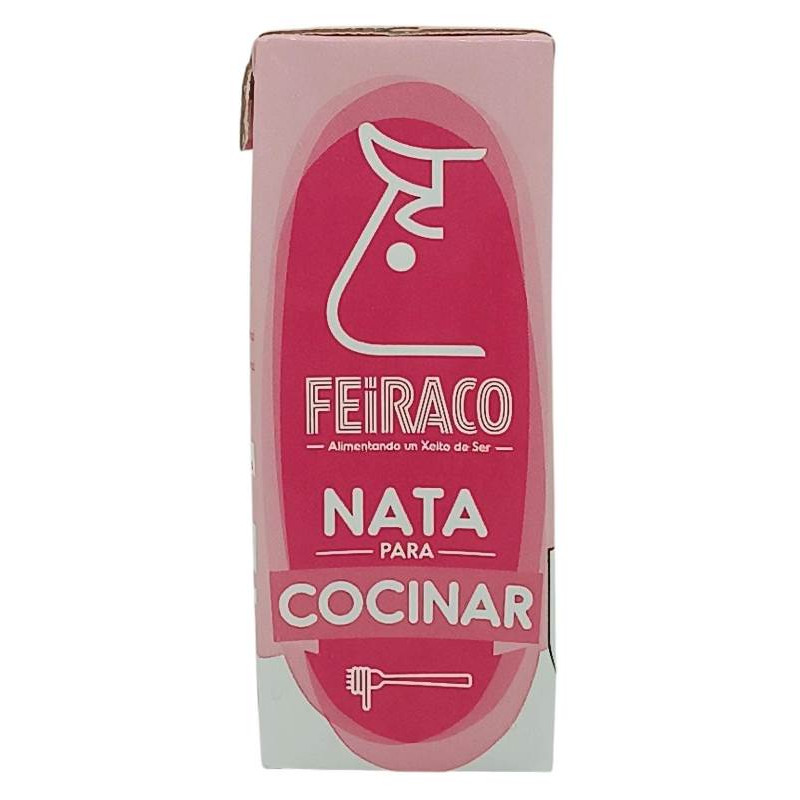 FEiRACO
Alimentando un Xeito de Ser
NATA
PARA
COCINAR